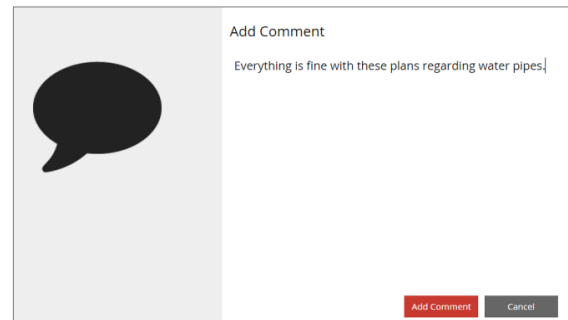 Add Comment
Everything is fine with these plans regarding water pipes.
Add Comment Cancel